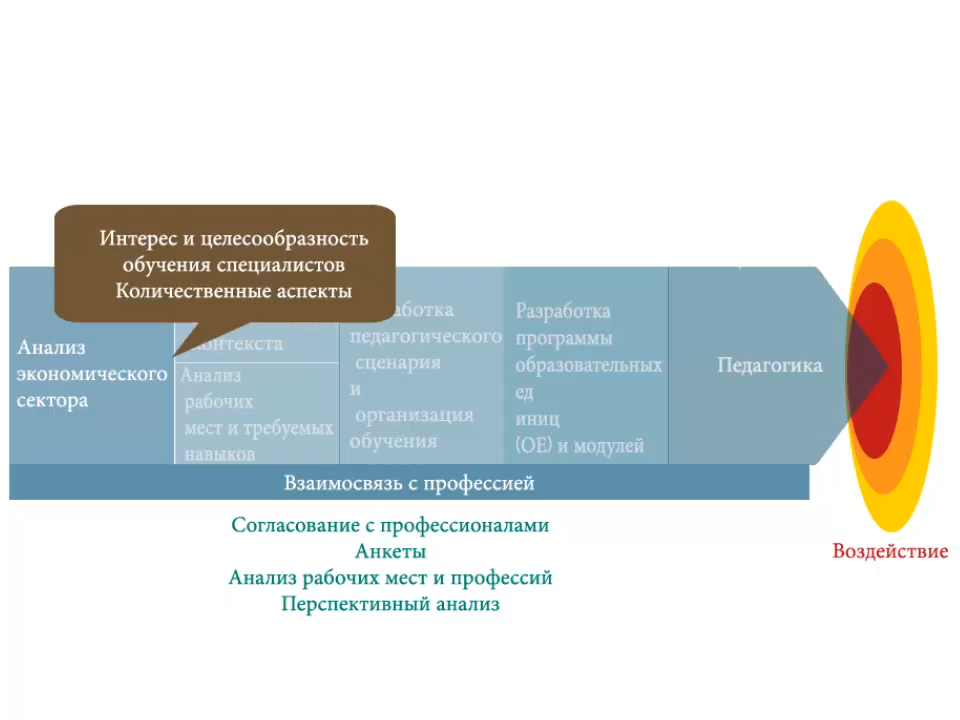 Интерес и целесообразность
обучения специалистов
Количественные аспекты
Анализ
экономического
сектора
контекста
Анализ
рабочих
мест и требуемых
навыков
педагогического
сценария
и
организация
обучения
Разработка
программы
образовательных
ед
иниц
(ОЕ) и модулей
Педагогика
Взаимосвязь с профессией
Согласование с профессионалами
Анкеты
Анализ рабочих мест и профессий
Перспективный анализ
Воздействие